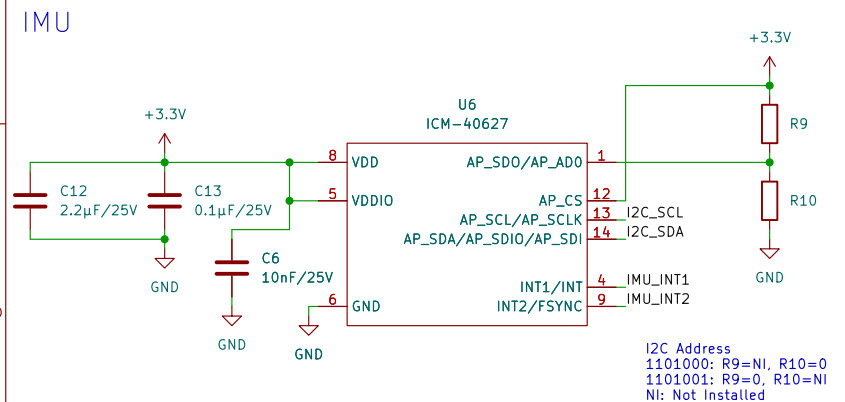 IMU
+3.3V
+3.3V
U6
ICM-40627
R9
R10
GND
C12
2.2µF/25V
C13
0.1µF/25V
GND
C6
10nF/25V
GND
8 VDD
5 VDDIO
6 GND
GND
AP_SDO/AP_AD0 1
AP_CS 12
AP_SCL/AP_SCLK 13 I2C_SCL
AP_SDA/AP_SDIO/AP_SDI 14 I2C_SDA
INT1/INT 4 IMU_INT1
INT2/FSYNC 9 IMU_INT2
I2C Address
1101000: R9=NI, R10=0
1101001: R9=0, R10=NI
NI: Not Installed